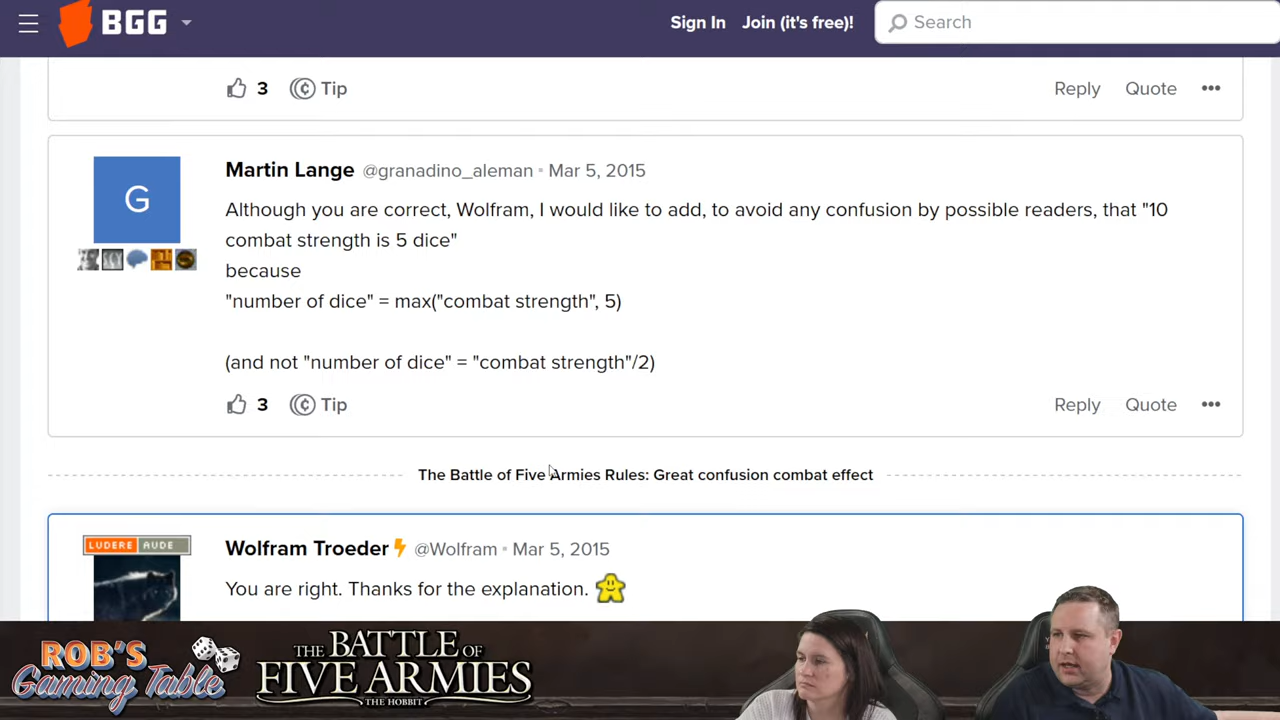 BGG
Sign In Join (it's free)! Search
3 Tip Reply Quote
Martin Lange @granadino_aleman • Mar 5, 2015
G
Although you are correct, Wolfram, I would like to add, to avoid any confusion by possible readers, that "10
combat strength is 5 dice"
because
"number of dice" = max("combat strength", 5)
(and not "number of dice" = "combat strength"/2)
3 Tip Reply Quote
The Battle of Five Armies Rules: Great confusion combat effect
LUDERE AUDE
Wolfram Troeder @Wolfram • Mar 5, 2015
You are right. Thanks for the explanation.
ROB'S
Gaming Table
THE BATTLE OF
FIVE ARMIES
THE HOBBIT